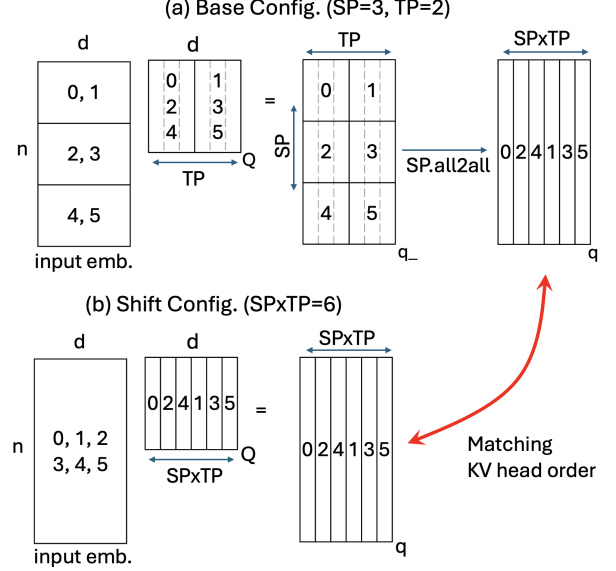 (a) Base Config. (SP=3, TP=2)
d
n
0, 1
2, 3
4, 5
input emb.
d
0 1
2 3
4 5
Q
TP
=
TP
SP
0 1
2 3
4 5
q_
SP.all2all
SPxTP
0 2 4 1 3 5
q
(b) Shift Config. (SPxTP=6)
d
n
0, 1, 2
3, 4, 5
input emb.
d
0 2 4 1 3 5
Q
SPxTP
=
SPxTP
0 2 4 1 3 5
q
Matching
KV head order